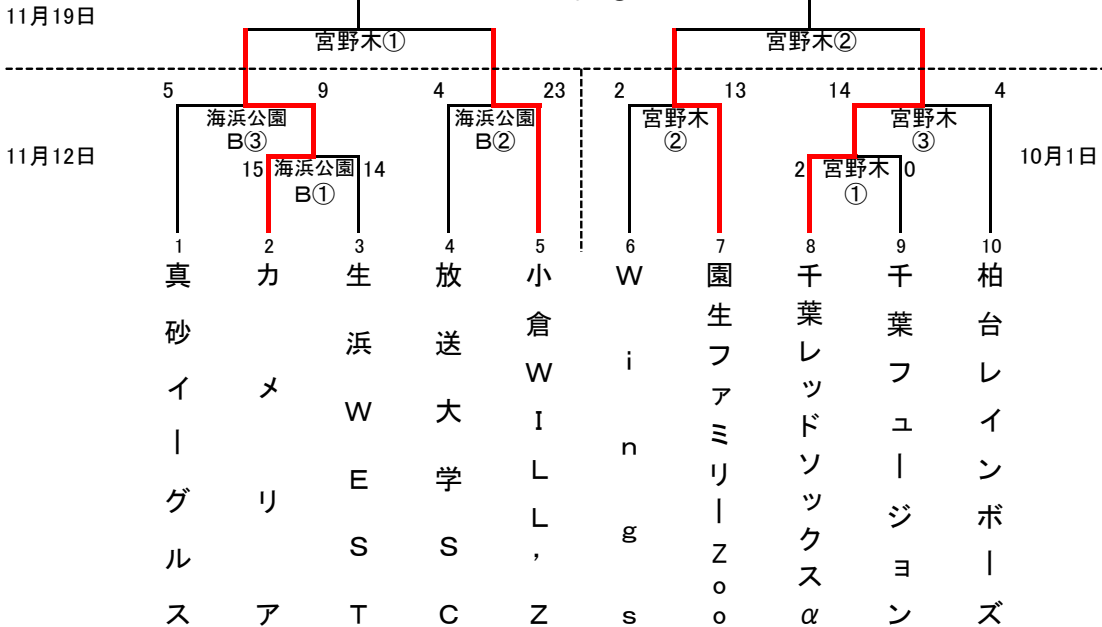 11月19日
宮野木①
宮野木②
5 9 4 23 2 13 14 4
海浜公園 海浜公園 宮野木 宮野木
B③ B② ② ③
11月12日
10月1日
15 海浜公園 14
B①
2 宮野木 0
①
1 2 3 4 5 6 7 8 9 10
真砂イーグルス
カメリア
生浜WEST
放送大学SC
小倉WILL’Z
Wings
園生ファミリーZoo
千葉レッドソックスα
千葉フュージョン
柏台レインボーズ